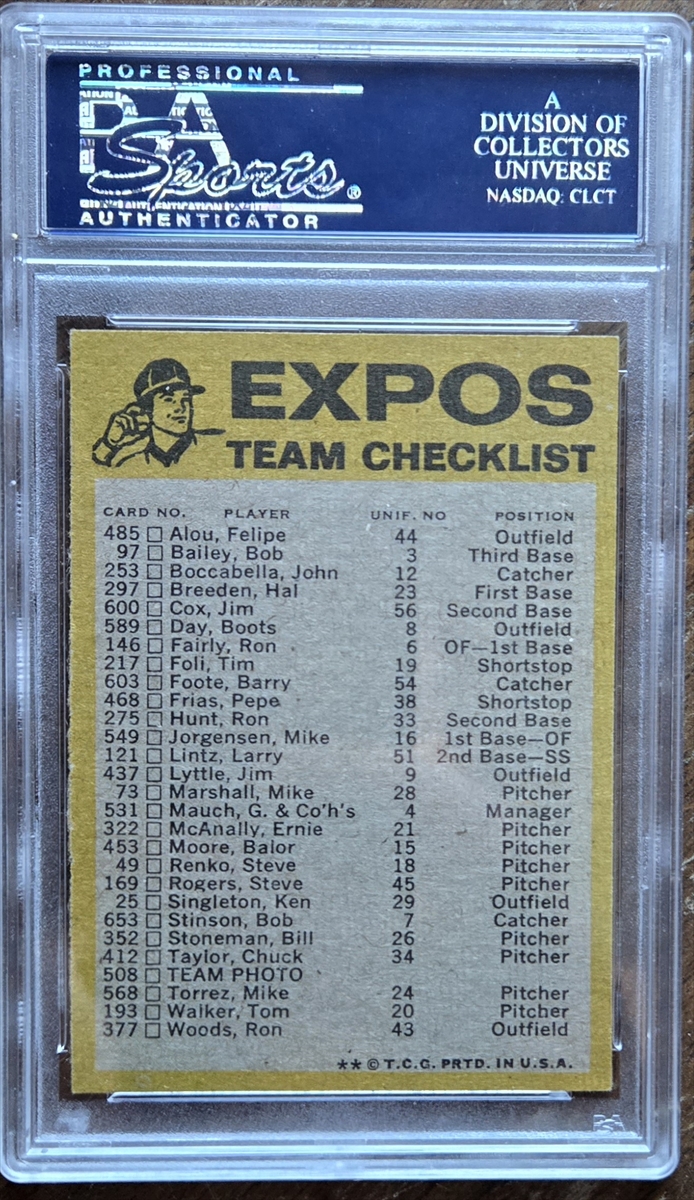 PROFESSIONAL
PSA
Sports®
AUTHENTICATOR
A
DIVISION OF
COLLECTORS
UNIVERSE
NASDAQ: CLCT
EXPOS
TEAM CHECKLIST
CARD NO. PLAYER UNIF. NO POSITION
485 □ Alou, Felipe 44 Outfield
97 □ Bailey, Bob 3 Third Base
253 □ Boccabella, John 12 Catcher
297 □ Breeden, Hal 23 First Base
600 □ Cox, Jim 56 Second Base
589 □ Day, Boots 8 Outfield
146 □ Fairly, Ron 6 OF—1st Base
217 □ Foli, Tim 19 Shortstop
603 □ Foote, Barry 54 Catcher
468 □ Frias, Pepe 38 Shortstop
275 □ Hunt, Ron 33 Second Base
549 □ Jorgensen, Mike 16 1st Base—OF
121 □ Lintz, Larry 51 2nd Base—SS
437 □ Lyttle, Jim 9 Outfield
73 □ Marshall, Mike 28 Pitcher
531 □ Mauch, G. & Co'h's 4 Manager
322 □ McAnally, Ernie 21 Pitcher
453 □ Moore, Balor 15 Pitcher
49 □ Renko, Steve 18 Pitcher
169 □ Rogers, Steve 45 Pitcher
25 □ Singleton, Ken 29 Outfield
653 □ Stinson, Bob 7 Catcher
352 □ Stoneman, Bill 26 Pitcher
412 □ Taylor, Chuck 34 Pitcher
508 □ TEAM PHOTO
568 □ Torrez, Mike 24 Pitcher
193 □ Walker, Tom 20 Pitcher
377 □ Woods, Ron 43 Outfield
** © T.C.G. PRTD. IN U.S.A.
PSA